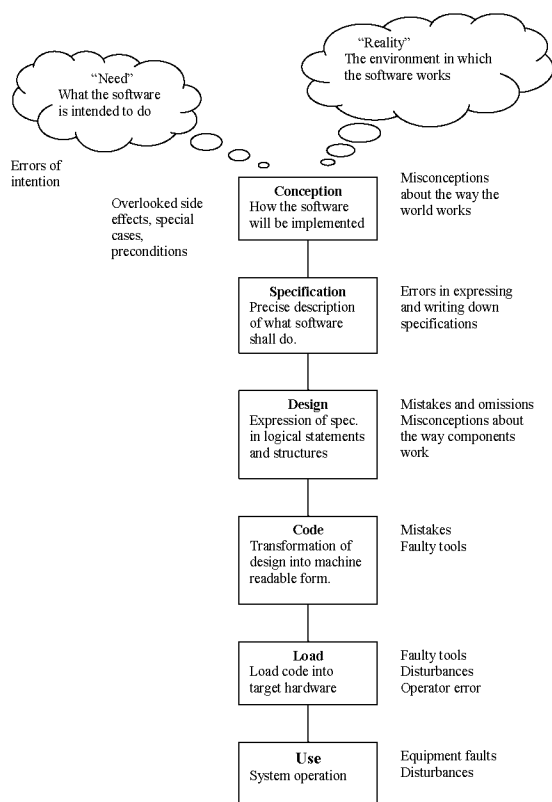 “Need”
What the software
is intended to do
“Reality”
The environment in which
the software works
Errors of
intention
Overlooked side
effects, special
cases,
preconditions
Conception
How the software
will be implemented
Misconceptions
about the way the
world works
Specification
Precise description
of what software
shall do.
Errors in expressing
and writing down
specifications
Design
Expression of spec.
in logical statements
and structures
Mistakes and omissions
Misconceptions about
the way components
work
Code
Transformation of
design into machine
readable form.
Mistakes
Faulty tools
Load
Load code into
target hardware
Faulty tools
Disturbances
Operator error
Use
System operation
Equipment faults
Disturbances